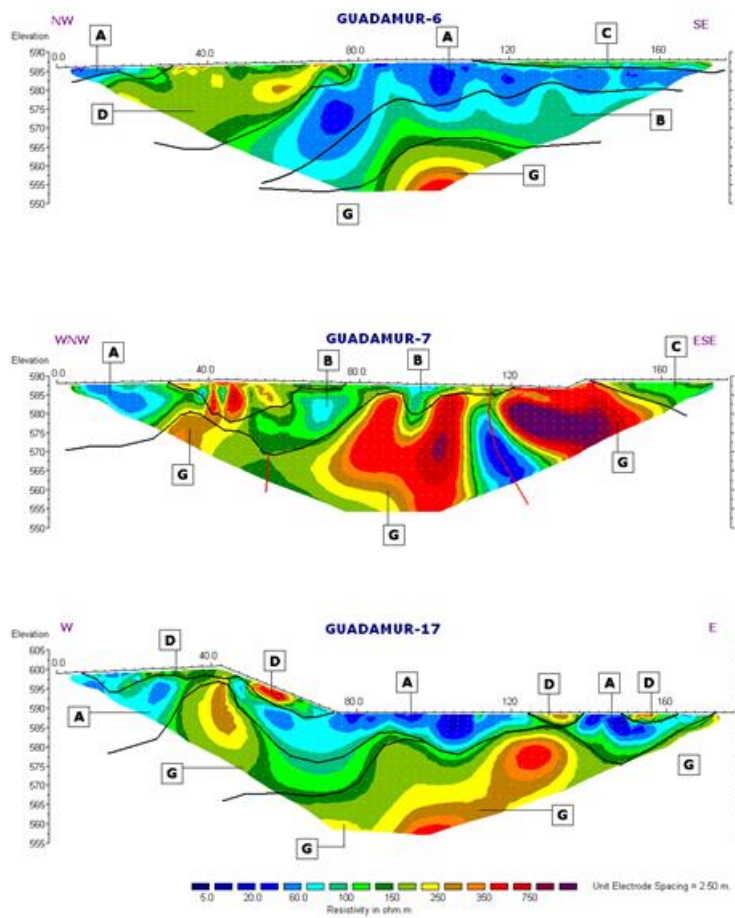 NW GUADAMUR-6 SE
A A C
Elevation
0.0 40.0 80.0 120 160
590
585
580
575
570
565
560
555
550
D B G G
WNW GUADAMUR-7 ESE
A B B C
Elevation
0.0 40.0 80.0 120 160
590
585
580
575
570
565
560
595
550
G G G
W GUADAMUR-17 E
D D A D A D
Elevation
0.0 40.0 80.0 120 160
605
600
595
590
585
580
575
570
565
560
555
A G G G G
5.0 20.0 60.0 100 150 250 350 750
Resistivity in ohm.m
Unit Electrode Spacing = 2.50 m.